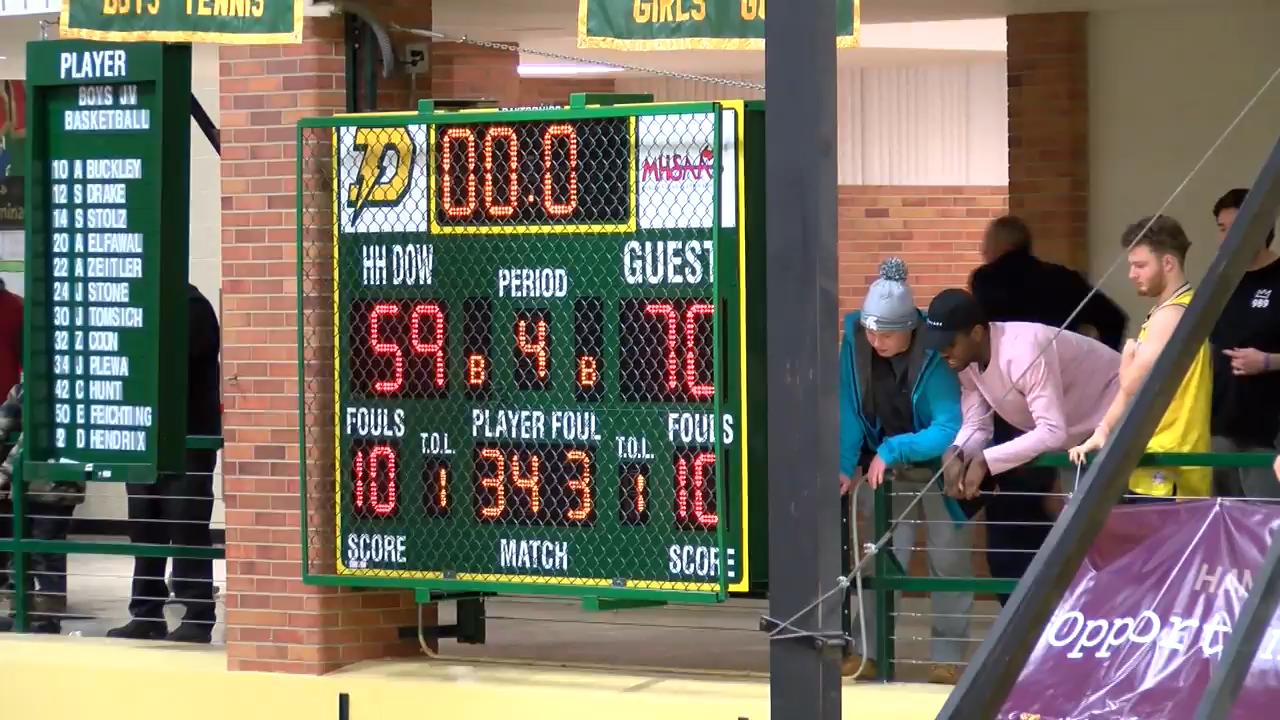 BOYS TENNIS
GIRLS GO
PLAYER
BOYS JV
BASKETBALL
10 A BUCKLEY
12 S DRAKE
14 S STOLZ
20 A ELFAWAL
22 A ZEITLER
24 J STONE
30 J TOMSICH
32 Z COON
34 J PLEWA
42 C HUNT
50 E FEICHTING
D HENDRIX
D
00.0
MHSAA
HH DOW
PERIOD
GUEST
59
B
4
B
70
FOULS
PLAYER FOUL
FOULS
T.O.L.
T.O.L.
10
1
34 3
1
10
SCORE
MATCH
SCORE
989
Opport